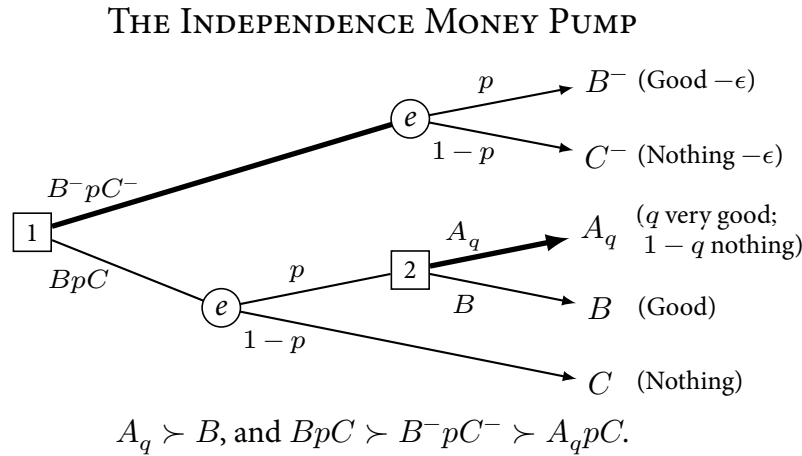 THE INDEPENDENCE MONEY PUMP
p
B⁻ (Good −ϵ)
e
1−p
C⁻ (Nothing −ϵ)
B⁻pC⁻
1
A_q
A_q (q very good;
1 − q nothing)
BpC
p
2
B
B (Good)
e
1−p
C (Nothing)
A_q ≻ B, and BpC ≻ B⁻pC⁻ ≻ A_qpC.